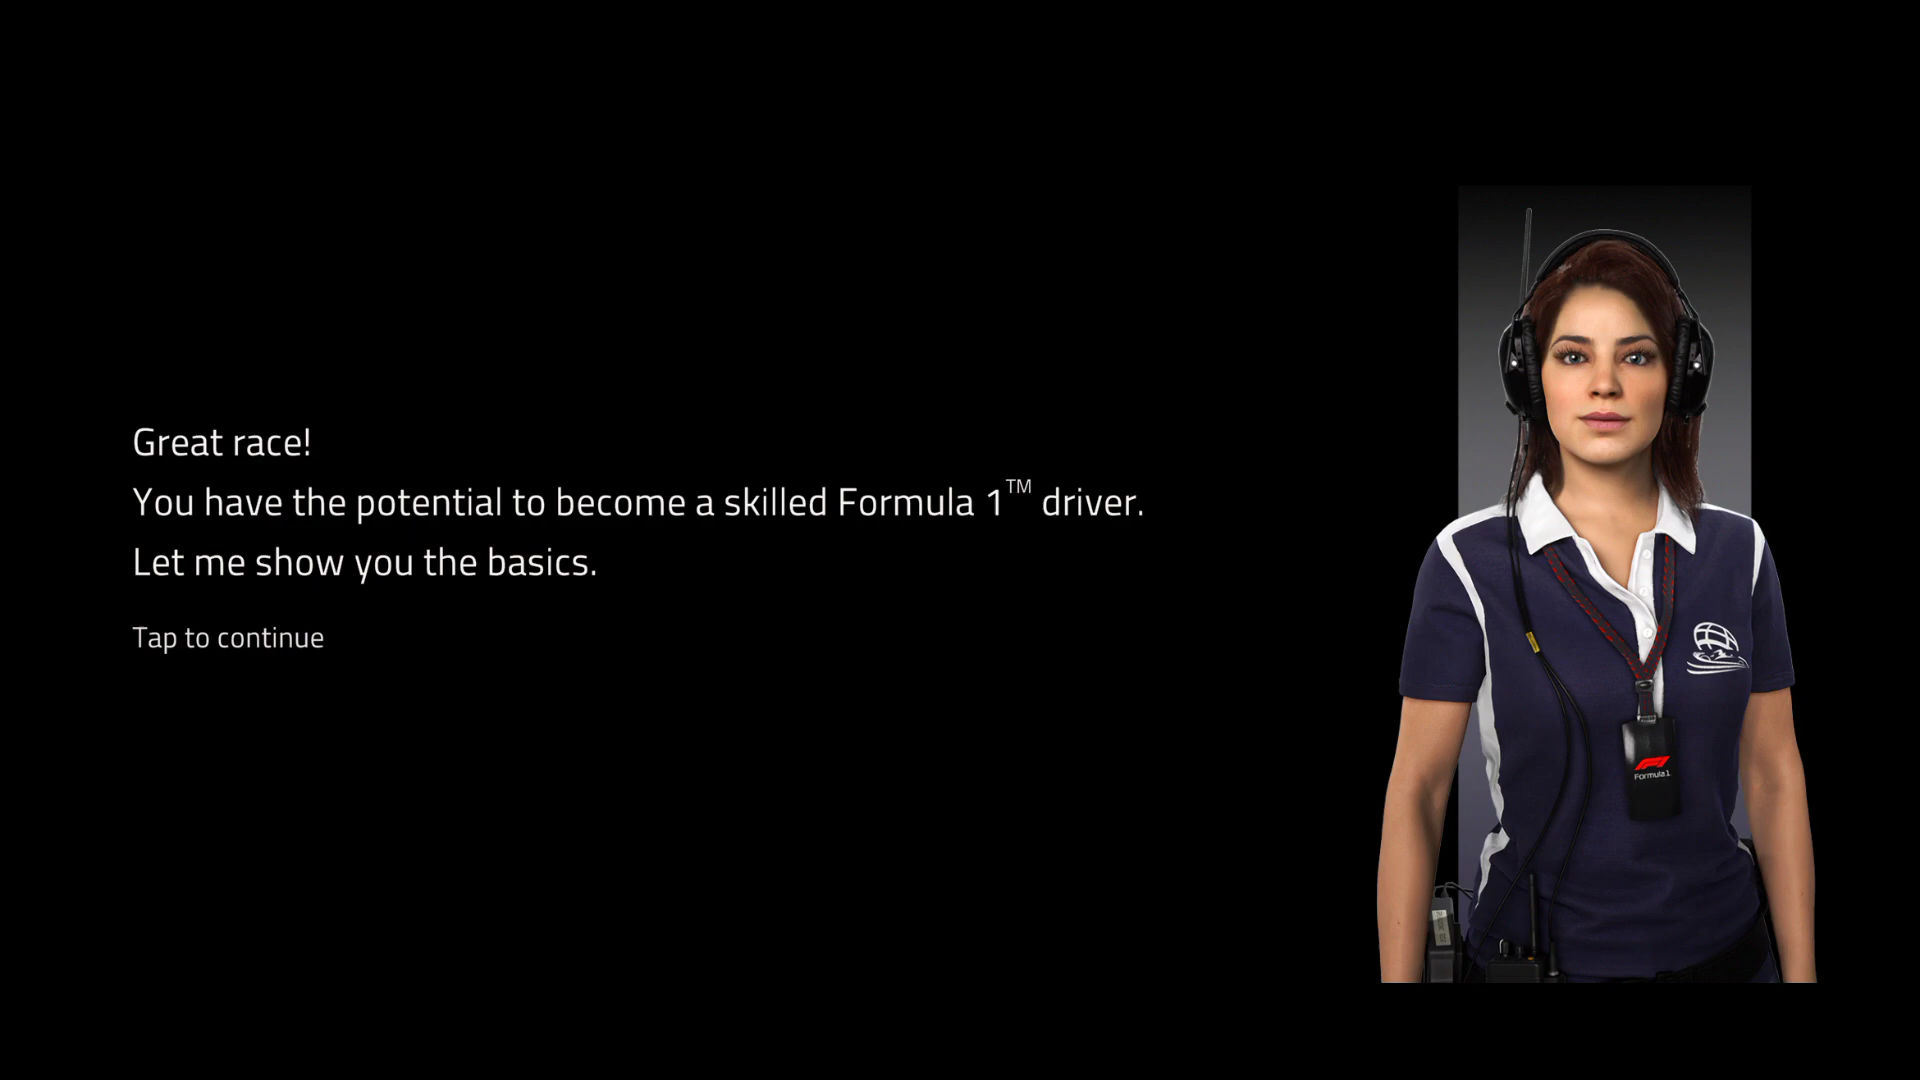 Great race!
You have the potential to become a skilled Formula 1™ driver.
Let me show you the basics.
Tap to continue
F1
Formula 1